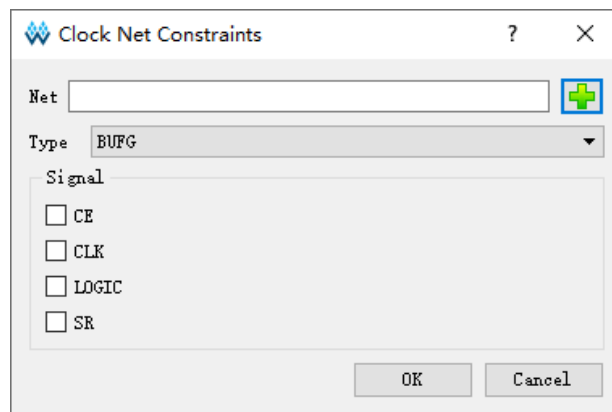 Clock Net Constraints ?
Net
Type BUFG
Signal
CE
CLK
LOGIC
SR
OK Cancel